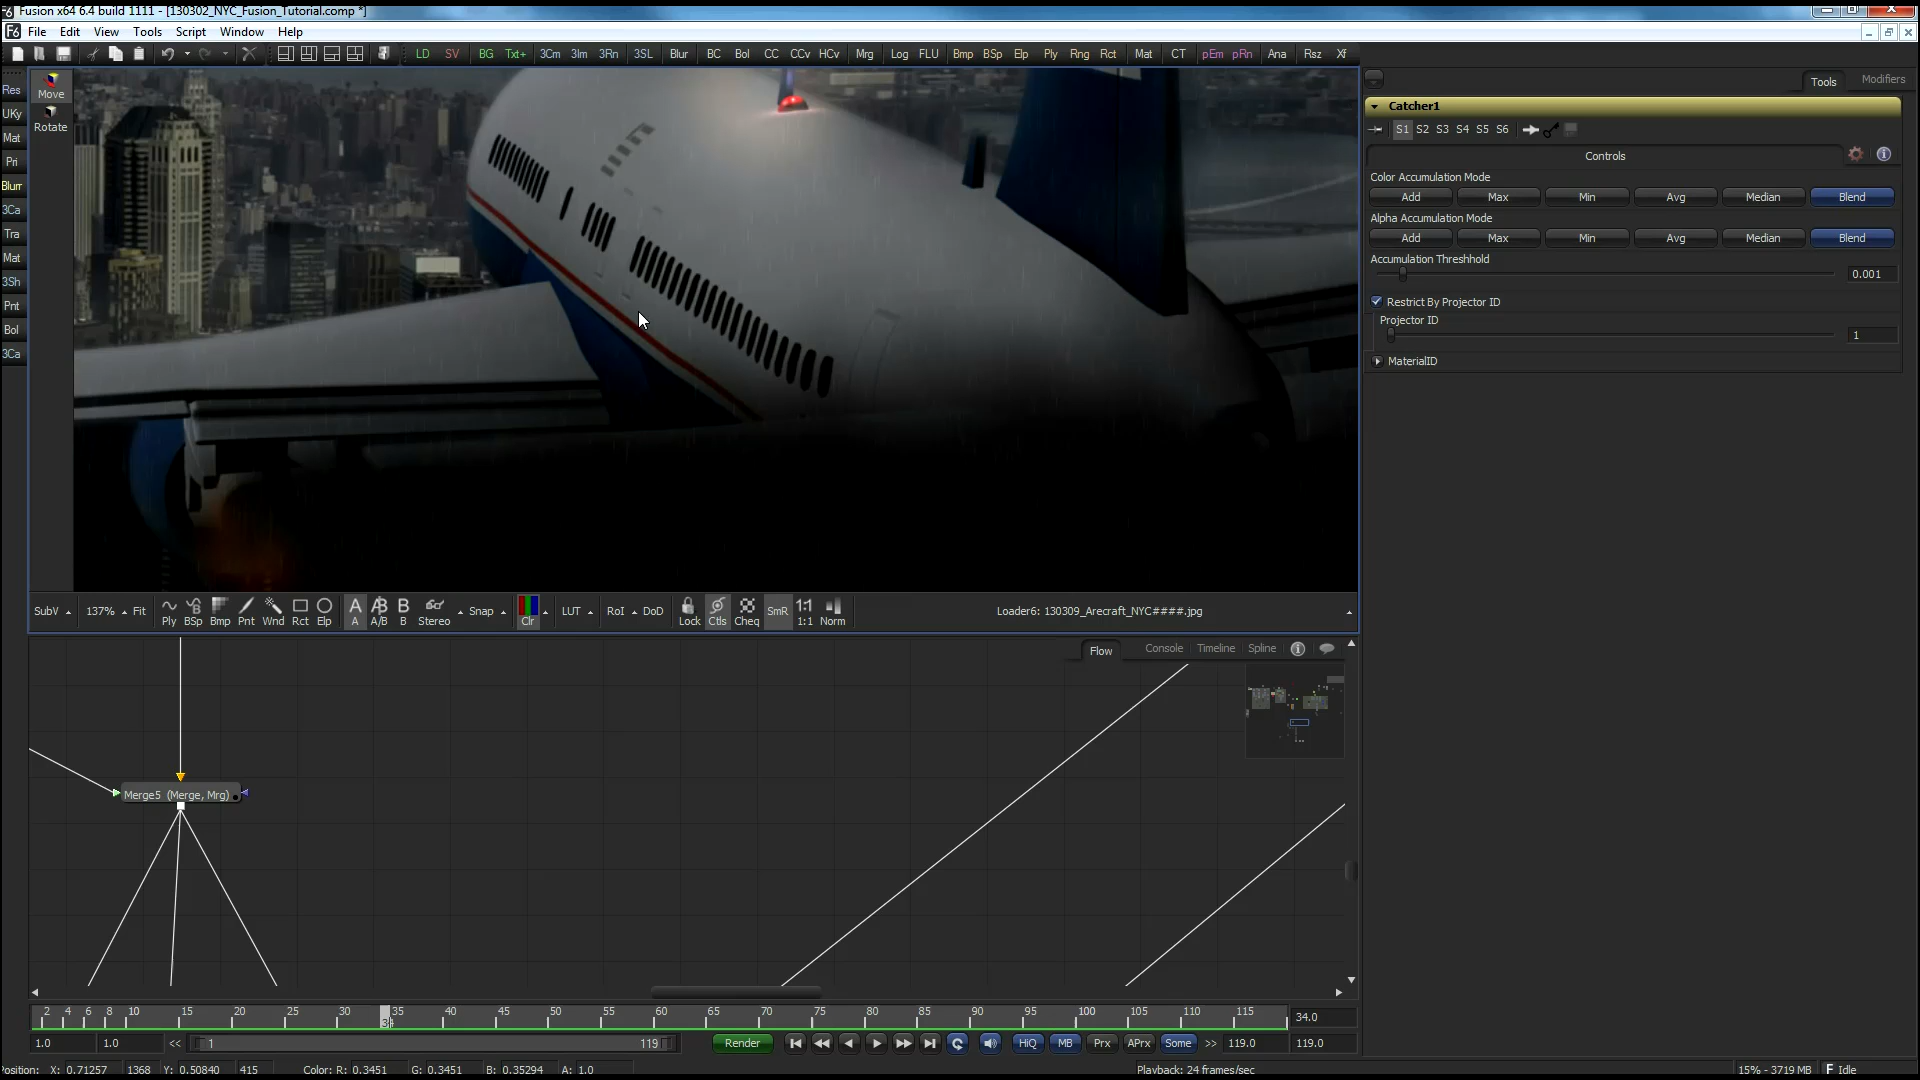 Fusion x64 6.4 build 1111 - [130302_NYC_Fusion_Tutorial.comp *]
File Edit View Tools Script Window Help
LD SV BG Txt+ 3Cm 3Im 3Rn 3SL Blur BC Bol CC CCv HCv Mrg Log FLU Bmp BSp Elp Ply Rng Rct Mat CT pEm pRn Ana Rsz Xf
Res
UKy
Mat
Pri
Blurr
3Ca
Tra
Mat
3Sh
Pnt
Bol
3Ca
Move
Rotate
Tools Modifiers
Catcher1
S1 S2 S3 S4 S5 S6
Controls
Color Accumulation Mode
Add Max Min Avg Median Blend
Alpha Accumulation Mode
Add Max Min Avg Median Blend
Accumulation Threshhold
0.001
Restrict By Projector ID
Projector ID
1
MaterialID
SubV 137% Fit Ply BSp Bmp Pnt Wnd Rct Elp A A/B B Stereo Snap Clr LUT RoI DoD Lock Ctls Cheq SmR 1:1 Norm Loader6: 130309_Arecraft_NYC####.jpg
Flow Console Timeline Spline
Merge5 (Merge, Mrg)
2 4 6 8 10 15 20 25 30 35 40 45 50 55 60 65 70 75 80 85 90 95 100 105 110 115
34.0
1.0 1.0 << 1 119 Render HiQ MB Prx APrx Some >> 119.0 119.0
Position: X: 0.71257 1368 Y: 0.50840 415 Color: R: 0.3451 G: 0.3451 B: 0.35294 A: 1.0 Playback: 24 frames/sec 15% - 3719 MB Idle